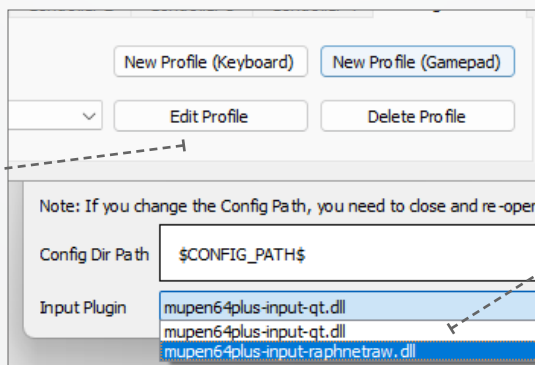 New Profile (Keyboard) New Profile (Gamepad)
Edit Profile Delete Profile
Note: If you change the Config Path, you need to close and re-open
Config Dir Path $CONFIG_PATH$
Input Plugin mupen64plus-input-qt.dll
mupen64plus-input-qt.dll
mupen64plus-input-raphnetraw.dll